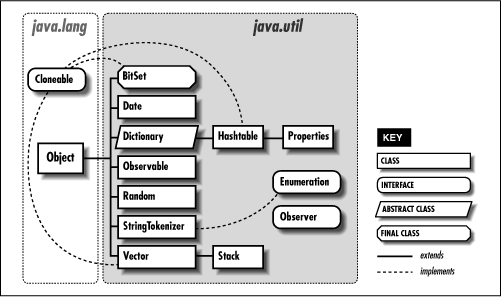 java.lang
java.util
Cloneable
BitSet
Date
Dictionary
Hashtable
Properties
Object
Observable
Random
Enumeration
StringTokenizer
Observer
Vector
Stack
KEY
CLASS
INTERFACE
ABSTRACT CLASS
FINAL CLASS
extends
implements